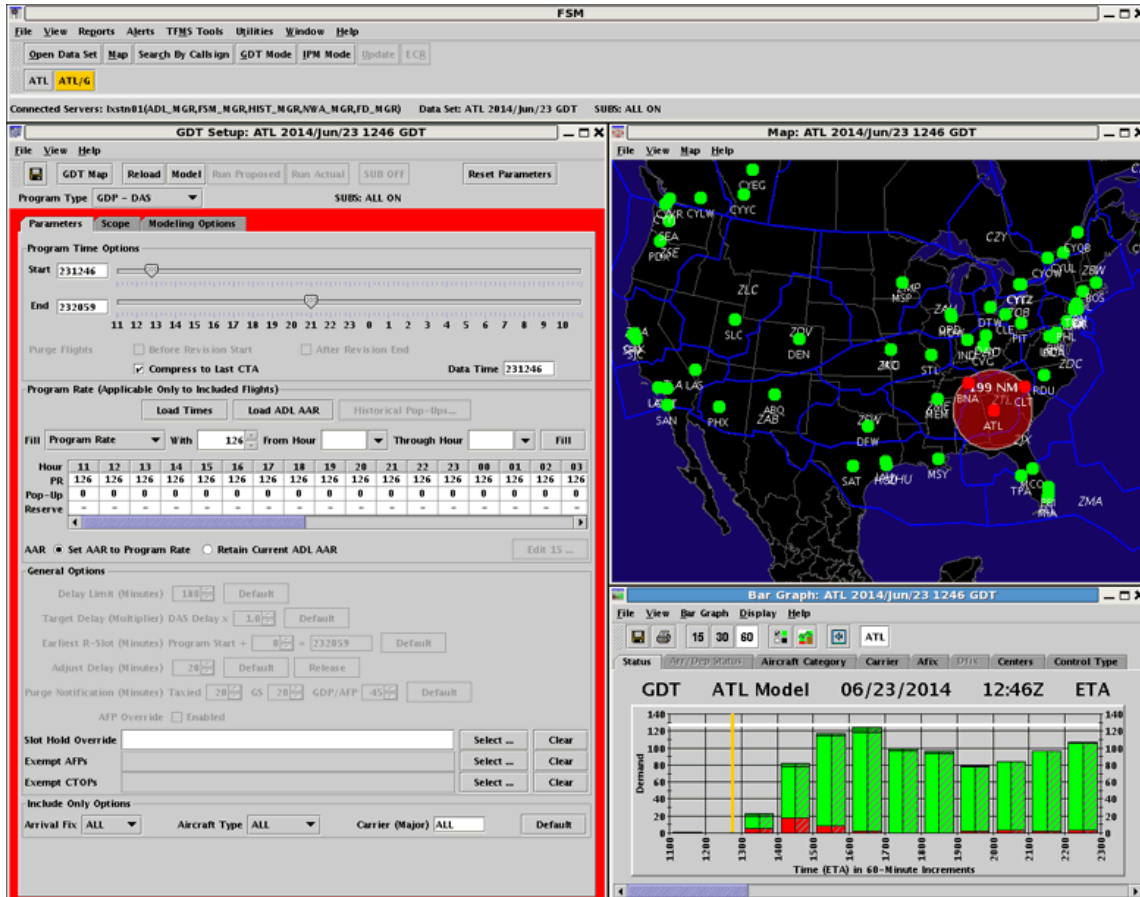 FSM
File View Reports Alerts TFMS Tools Utilities Window Help
Open Data Set Map Search By Callsign GDT Mode IPM Mode Update ECR
ATL ATL/G
Connected Servers: lxstn01(ADL_MGR,FSM_MGR,HIST_MGR,NWA_MGR,FD_MGR) Data Set: ATL 2014/Jun/23 GDT SUBS: ALL ON
GDT Setup: ATL 2014/Jun/23 1246 GDT
File View Help
GDT Map Reload Model Run Proposed Run Actual SUB OFF Reset Parameters
Program Type GDP - DAS SUBS: ALL ON
Parameters Scope Modeling Options
Program Time Options
Start 231246
End 232059
11 12 13 14 15 16 17 18 19 20 21 22 23 0 1 2 3 4 5 6 7 8 9 10
Purge Flights Before Revision Start After Revision End
Compress to Last CTA Data Time 231246
Program Rate (Applicable Only to Included Flights)
Load Times Load ADL AAR Historical Pop-Ups...
Fill Program Rate With 126 From Hour Through Hour Fill
Hour 11 12 13 14 15 16 17 18 19 20 21 22 23 00 01 02 03
PR 126 126 126 126 126 126 126 126 126 126 126 126 126 126 126 126 126
Pop-Up 0 0 0 0 0 0 0 0 0 0 0 0 0 0 0 0 0
Reserve - - - - - - - - - - - - - - - - -
AAR Set AAR to Program Rate Retain Current ADL AAR Edit 15 ...
General Options
Delay Limit (Minutes) 180 Default
Target Delay (Multiplier) DAS Delay x 1.0 Default
Earliest R-Slot (Minutes) Program Start + 0 = 232059 Default
Adjust Delay (Minutes) 20 Default Release
Purge Notification (Minutes) Taxied 20 GS 20 GDP/AFP 45 Default
AFP Override Enabled
Slot Hold Override Select ... Clear
Exempt AFPs Select ... Clear
Exempt CTOPs Select ... Clear
Include Only Options
Arrival Fix ALL Aircraft Type ALL Carrier (Major) ALL Default
Map: ATL 2014/Jun/23 1246 GDT
File View Map Help
CYEG
CYLW CYYC
SEA
ZSE
CZY
CYQB
CYOW CYUL
ZBW
BOS
ZLC
MSP
CYTZ
DTW
CLE
PIT
PHL
SLC
ZDV
DEN
IND
CVG
STL
ZDC
RDU
LAS
SAN
PHX
ABQ
ZAB
DFW
199 NM
BNA
ZTL
CLT
ATL
ZJX
SAT
MSY
MCO
TPA
MIA
ZMA
Bar Graph: ATL 2014/Jun/23 1246 GDT
File View Bar Graph Display Help
15 30 60 ATL
Status Arr/Dep Status Aircraft Category Carrier Afix Dfix Centers Control Type
GDT ATL Model 06/23/2014 12:46Z ETA
140 140
120 120
100 100
80 80
60 60
40 40
20 20
0 0
Demand
1100 1200 1300 1400 1500 1600 1700 1800 1900 2000 2100 2200 2300
Time (ETA) in 60-Minute Increments